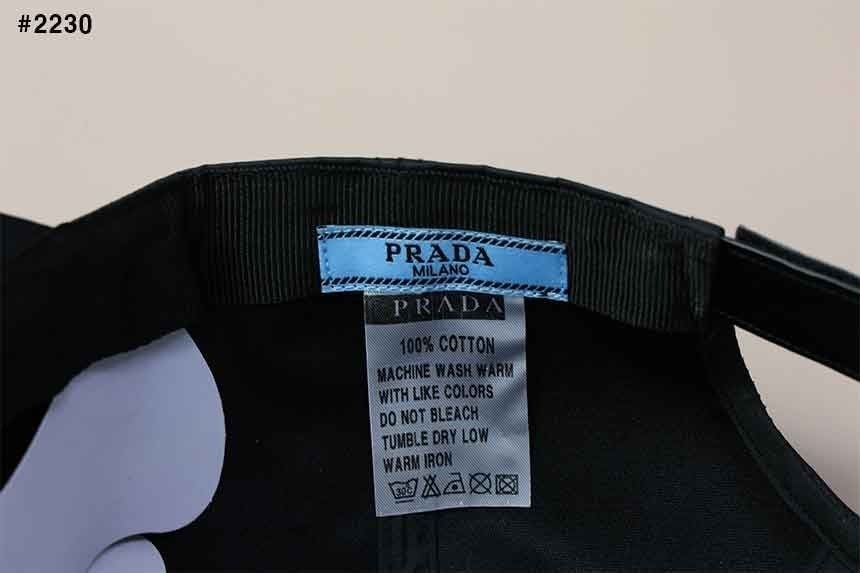 #2230
PRADA
MILANO
PRADA
100% COTTON
MACHINE WASH WARM
WITH LIKE COLORS
DO NOT BLEACH
TUMBLE DRY LOW
WARM IRON
30C